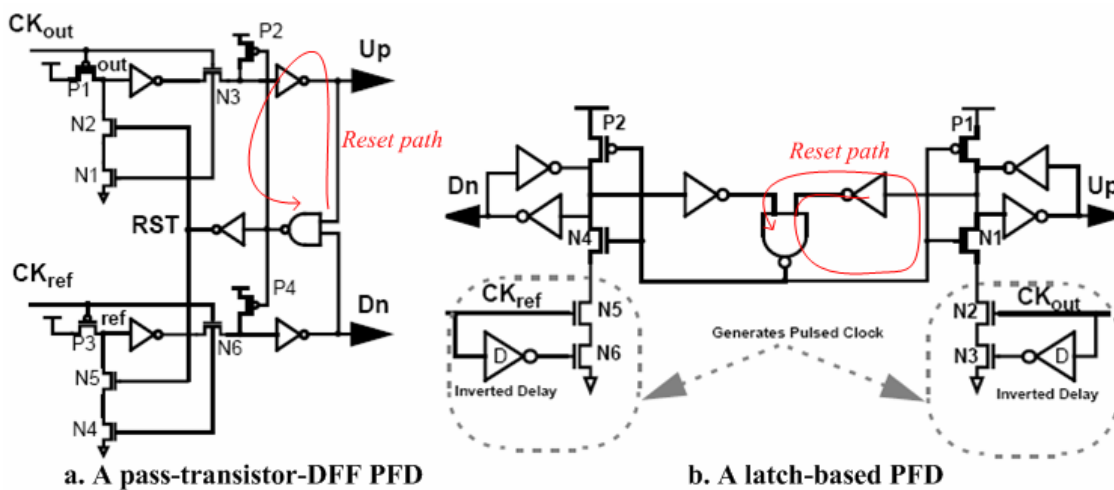 CKout
P2
Up
out
P1
N3
N2
Reset path
N1
RST
CKref
P4
Dn
ref
P3
N6
N5
N4
a. A pass-transistor-DFF PFD
P2
P1
Reset path
Dn
Up
N4
N1
CKref
CKout
N5
N2
Generates Pulsed Clock
D
N6
N3
D
Inverted Delay
Inverted Delay
b. A latch-based PFD